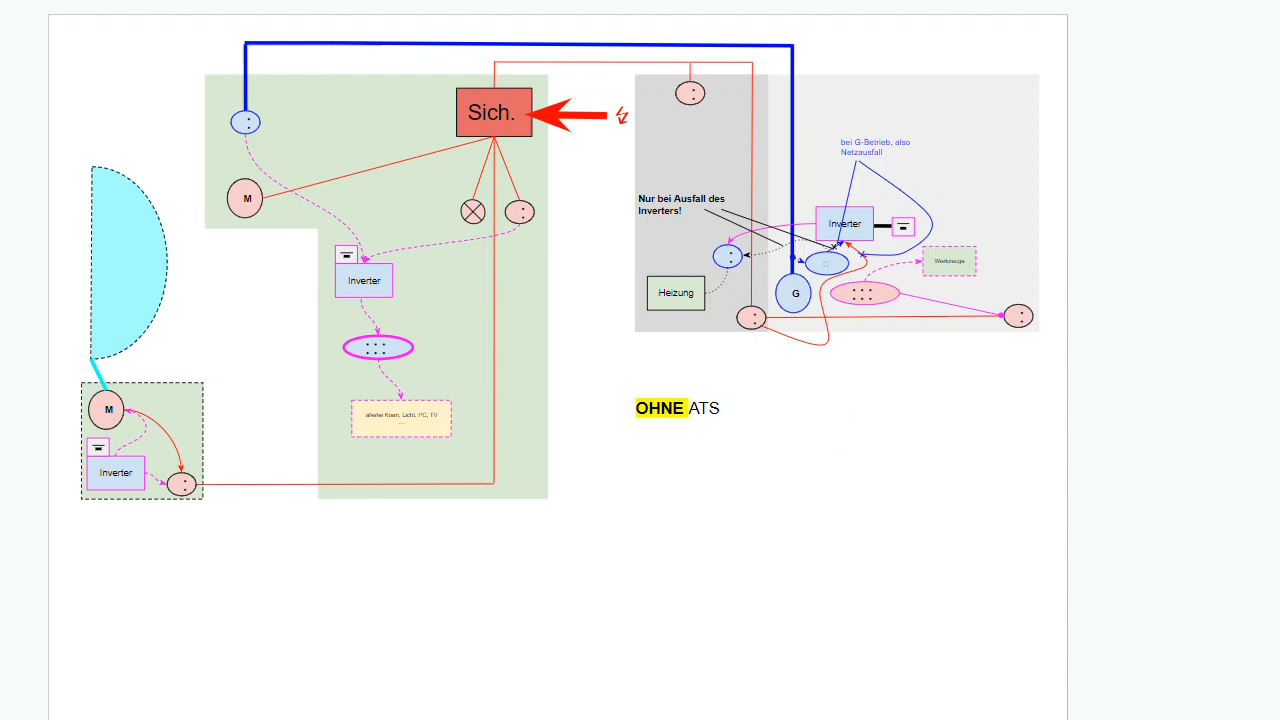 Sich.
bei G-Betrieb, also
Netzausfall
M
Nur bei Ausfall des
Inverters!
Inverter
Inverter
Werkzeuge
Heizung
G
OHNE ATS
allerlei Kram, Licht, PC, TV
...
M
Inverter